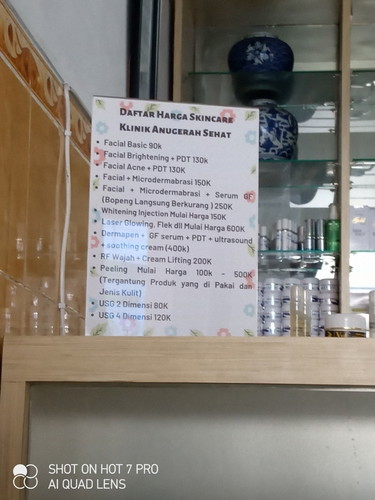 DAFTAR HARGA SKINCARE
KLINIK ANUGERAH SEHAT
• Facial Basic 90k
• Facial Brightening + PDT 130k
• Facial Acne + PDT 130K
• Facial + Microdermabrasi 150K
• Facial + Microdermabrasi + Serum GF
(Bopeng Langsung Berkurang ) 250K
• Whitening Injection Mulai Harga 150K
• Laser Glowing, Flek dll Mulai Harga 600K
• Dermapen + GF serum + PDT + ultrasound
+ soothing cream (400k)
• RF Wajah + Cream Lifting 200K
• Peeling Mulai Harga 100k - 500K
(Tergantung Produk yang di Pakai dan
Jenis Kulit)
• USG 2 Dimensi 80K
• USG 4 Dimensi 120K
SHOT ON HOT 7 PRO
AI QUAD LENS